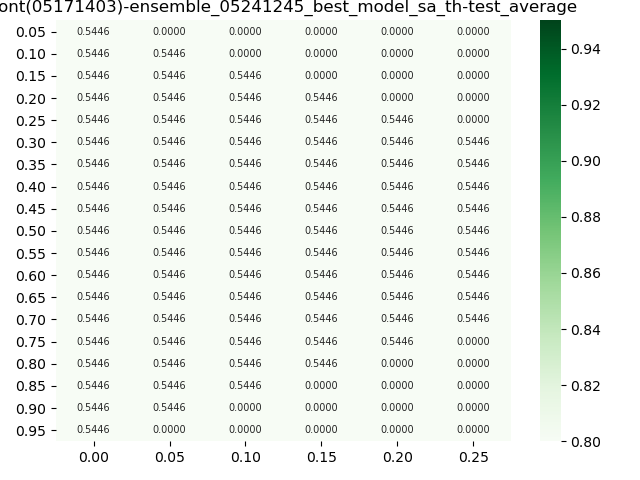 ont(05171403)-ensemble_05241245_best_model_sa_th-test_average
0.05 0.5446 0.0000 0.0000 0.0000 0.0000 0.0000
0.10 0.5446 0.5446 0.0000 0.0000 0.0000 0.0000
0.15 0.5446 0.5446 0.5446 0.0000 0.0000 0.0000
0.20 0.5446 0.5446 0.5446 0.5446 0.0000 0.0000
0.25 0.5446 0.5446 0.5446 0.5446 0.5446 0.0000
0.30 0.5446 0.5446 0.5446 0.5446 0.5446 0.5446
0.35 0.5446 0.5446 0.5446 0.5446 0.5446 0.5446
0.40 0.5446 0.5446 0.5446 0.5446 0.5446 0.5446
0.45 0.5446 0.5446 0.5446 0.5446 0.5446 0.5446
0.50 0.5446 0.5446 0.5446 0.5446 0.5446 0.5446
0.55 0.5446 0.5446 0.5446 0.5446 0.5446 0.5446
0.60 0.5446 0.5446 0.5446 0.5446 0.5446 0.5446
0.65 0.5446 0.5446 0.5446 0.5446 0.5446 0.5446
0.70 0.5446 0.5446 0.5446 0.5446 0.5446 0.5446
0.75 0.5446 0.5446 0.5446 0.5446 0.5446 0.0000
0.80 0.5446 0.5446 0.5446 0.5446 0.0000 0.0000
0.85 0.5446 0.5446 0.5446 0.0000 0.0000 0.0000
0.90 0.5446 0.5446 0.0000 0.0000 0.0000 0.0000
0.95 0.5446 0.0000 0.0000 0.0000 0.0000 0.0000
0.00 0.05 0.10 0.15 0.20 0.25
0.94
0.92
0.90
0.88
0.86
0.84
0.82
0.80